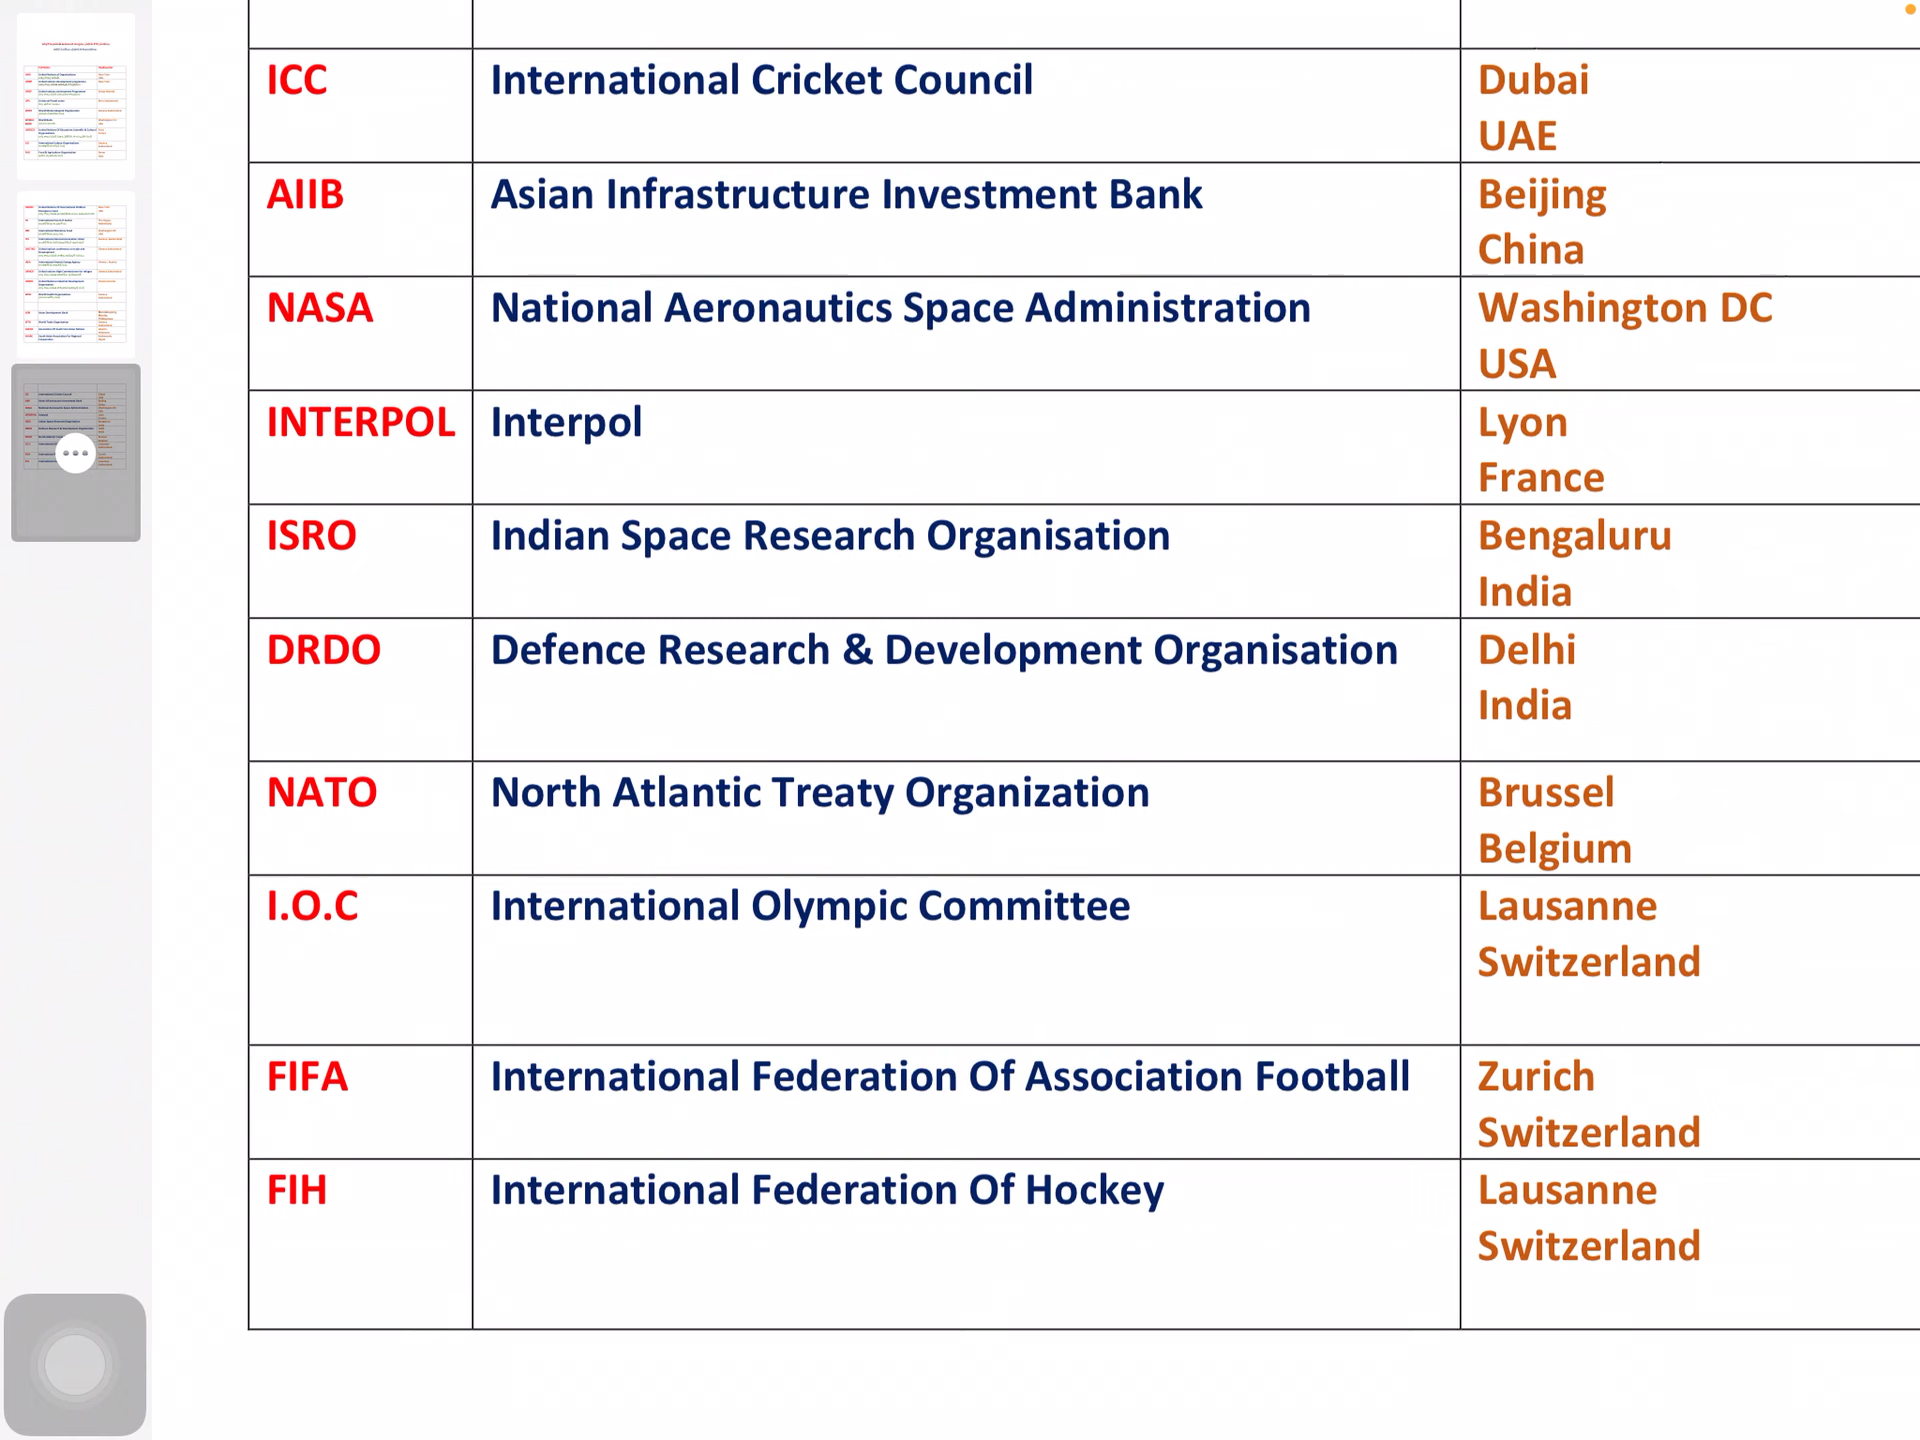 ICC International Cricket Council Dubai
UAE
AIIB Asian Infrastructure Investment Bank Beijing
China
NASA National Aeronautics Space Administration Washington DC
USA
INTERPOL Interpol Lyon
France
ISRO Indian Space Research Organisation Bengaluru
India
DRDO Defence Research & Development Organisation Delhi
India
NATO North Atlantic Treaty Organization Brussel
Belgium
I.O.C International Olympic Committee Lausanne
Switzerland
FIFA International Federation Of Association Football Zurich
Switzerland
FIH International Federation Of Hockey Lausanne
Switzerland